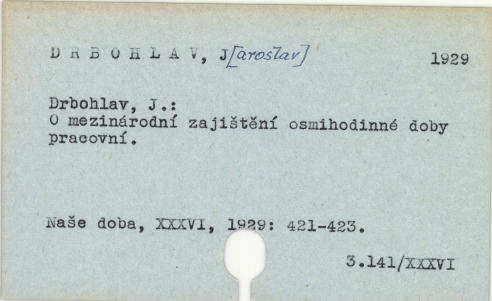 DRBOHLAV, J[aroslav] 1929
Drbohlav, J.:
O mezinárodní zajištění osmihodinné doby
pracovní.
Naše doba, XXXVI, 1929: 421-423.
3.141/XXXVI